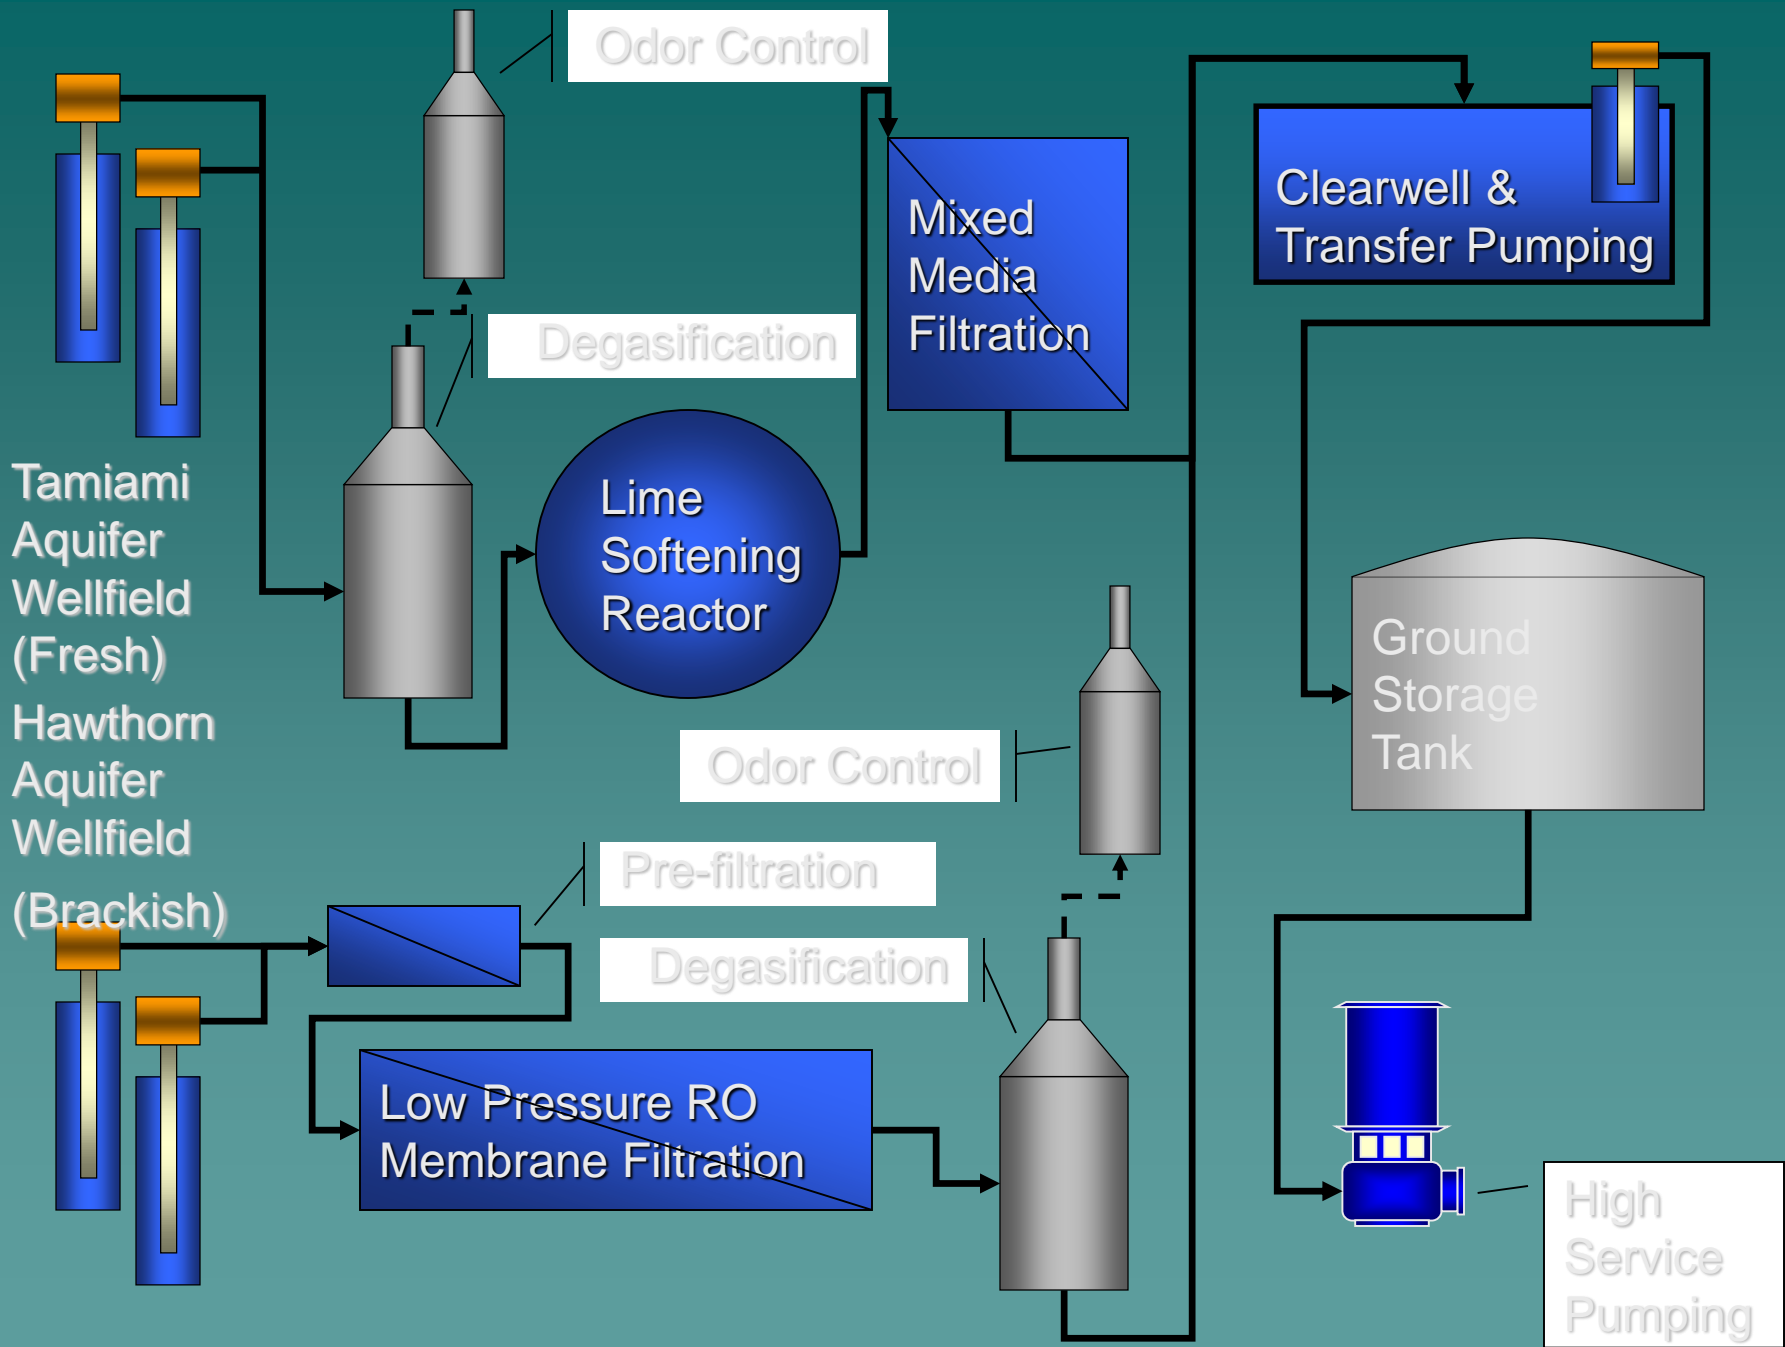 Odor Control
Mixed
Media
Filtration
Clearwell &
Transfer Pumping
Degasification
Tamiami
Aquifer
Wellfield
(Fresh)
Lime
Softening
Reactor
Ground
Storage
Tank
Hawthorn
Aquifer
Wellfield
(Brackish)
Odor Control
Pre-filtration
Degasification
Low Pressure RO
Membrane Filtration
High
Service
Pumping